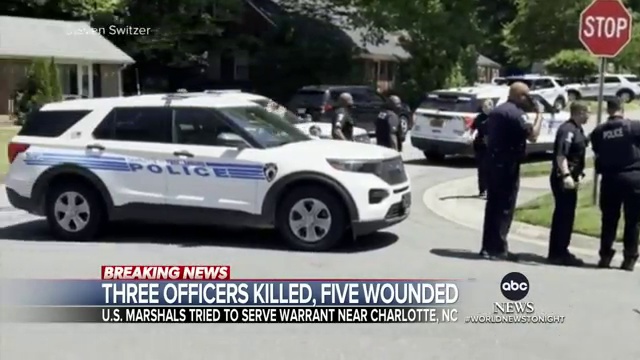 Steven Switzer
STOP
POLICE
POLICE
BREAKING NEWS
THREE OFFICERS KILLED, FIVE WOUNDED
U.S. MARSHALS TRIED TO SERVE WARRANT NEAR CHARLOTTE, NC
abc
NEWS
#WORLDNEWSTONIGHT